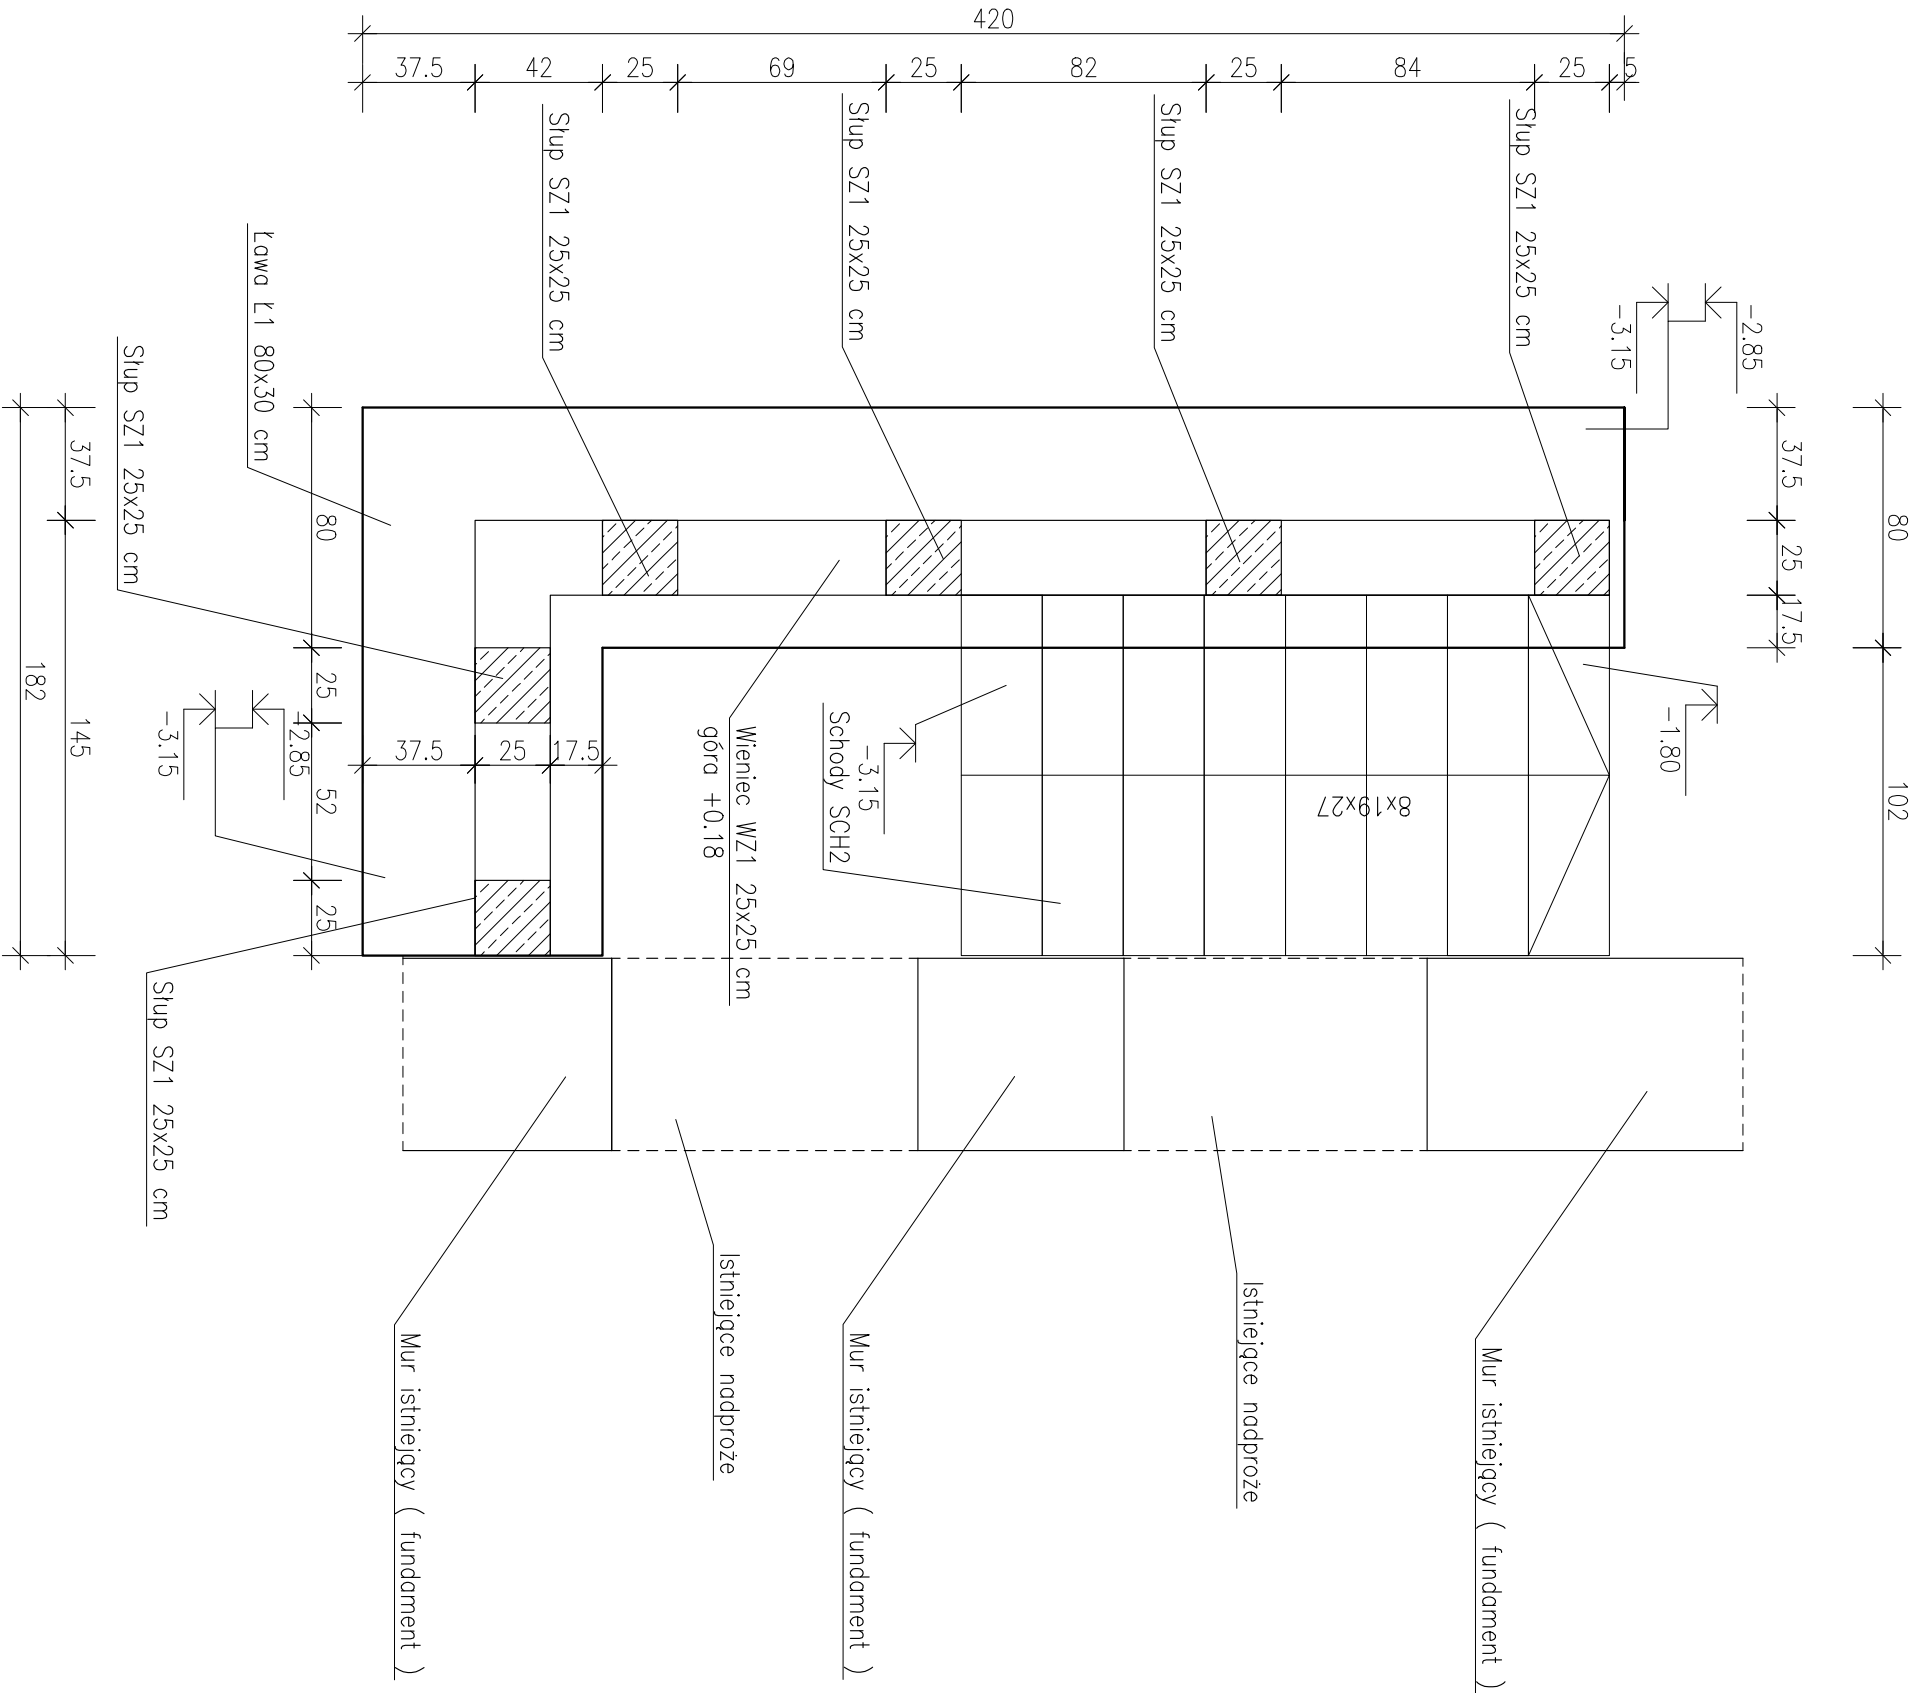 420
37.5 42 25 69 25 82 25 84 25 5
Słup SZ1 25x25 cm
Słup SZ1 25x25 cm
Słup SZ1 25x25 cm
Słup SZ1 25x25 cm
-3.15
-2.85
Ława Ł1 80x30 cm
Słup SZ1 25x25 cm
37.5
25
17.5
80
102
80
25
52
25
37.5
145
182
37.5 25 17.5
-3.15
-2.85
Słup SZ1 25x25 cm
Wieniec WZ1 25x25 cm
góra +0.18
-3.15
Schody SCH2
8x19x27
-1.80
Istniejące nadproże
Istniejące nadproże
Mur istniejący ( fundament )
Mur istniejący ( fundament )
Mur istniejący ( fundament )